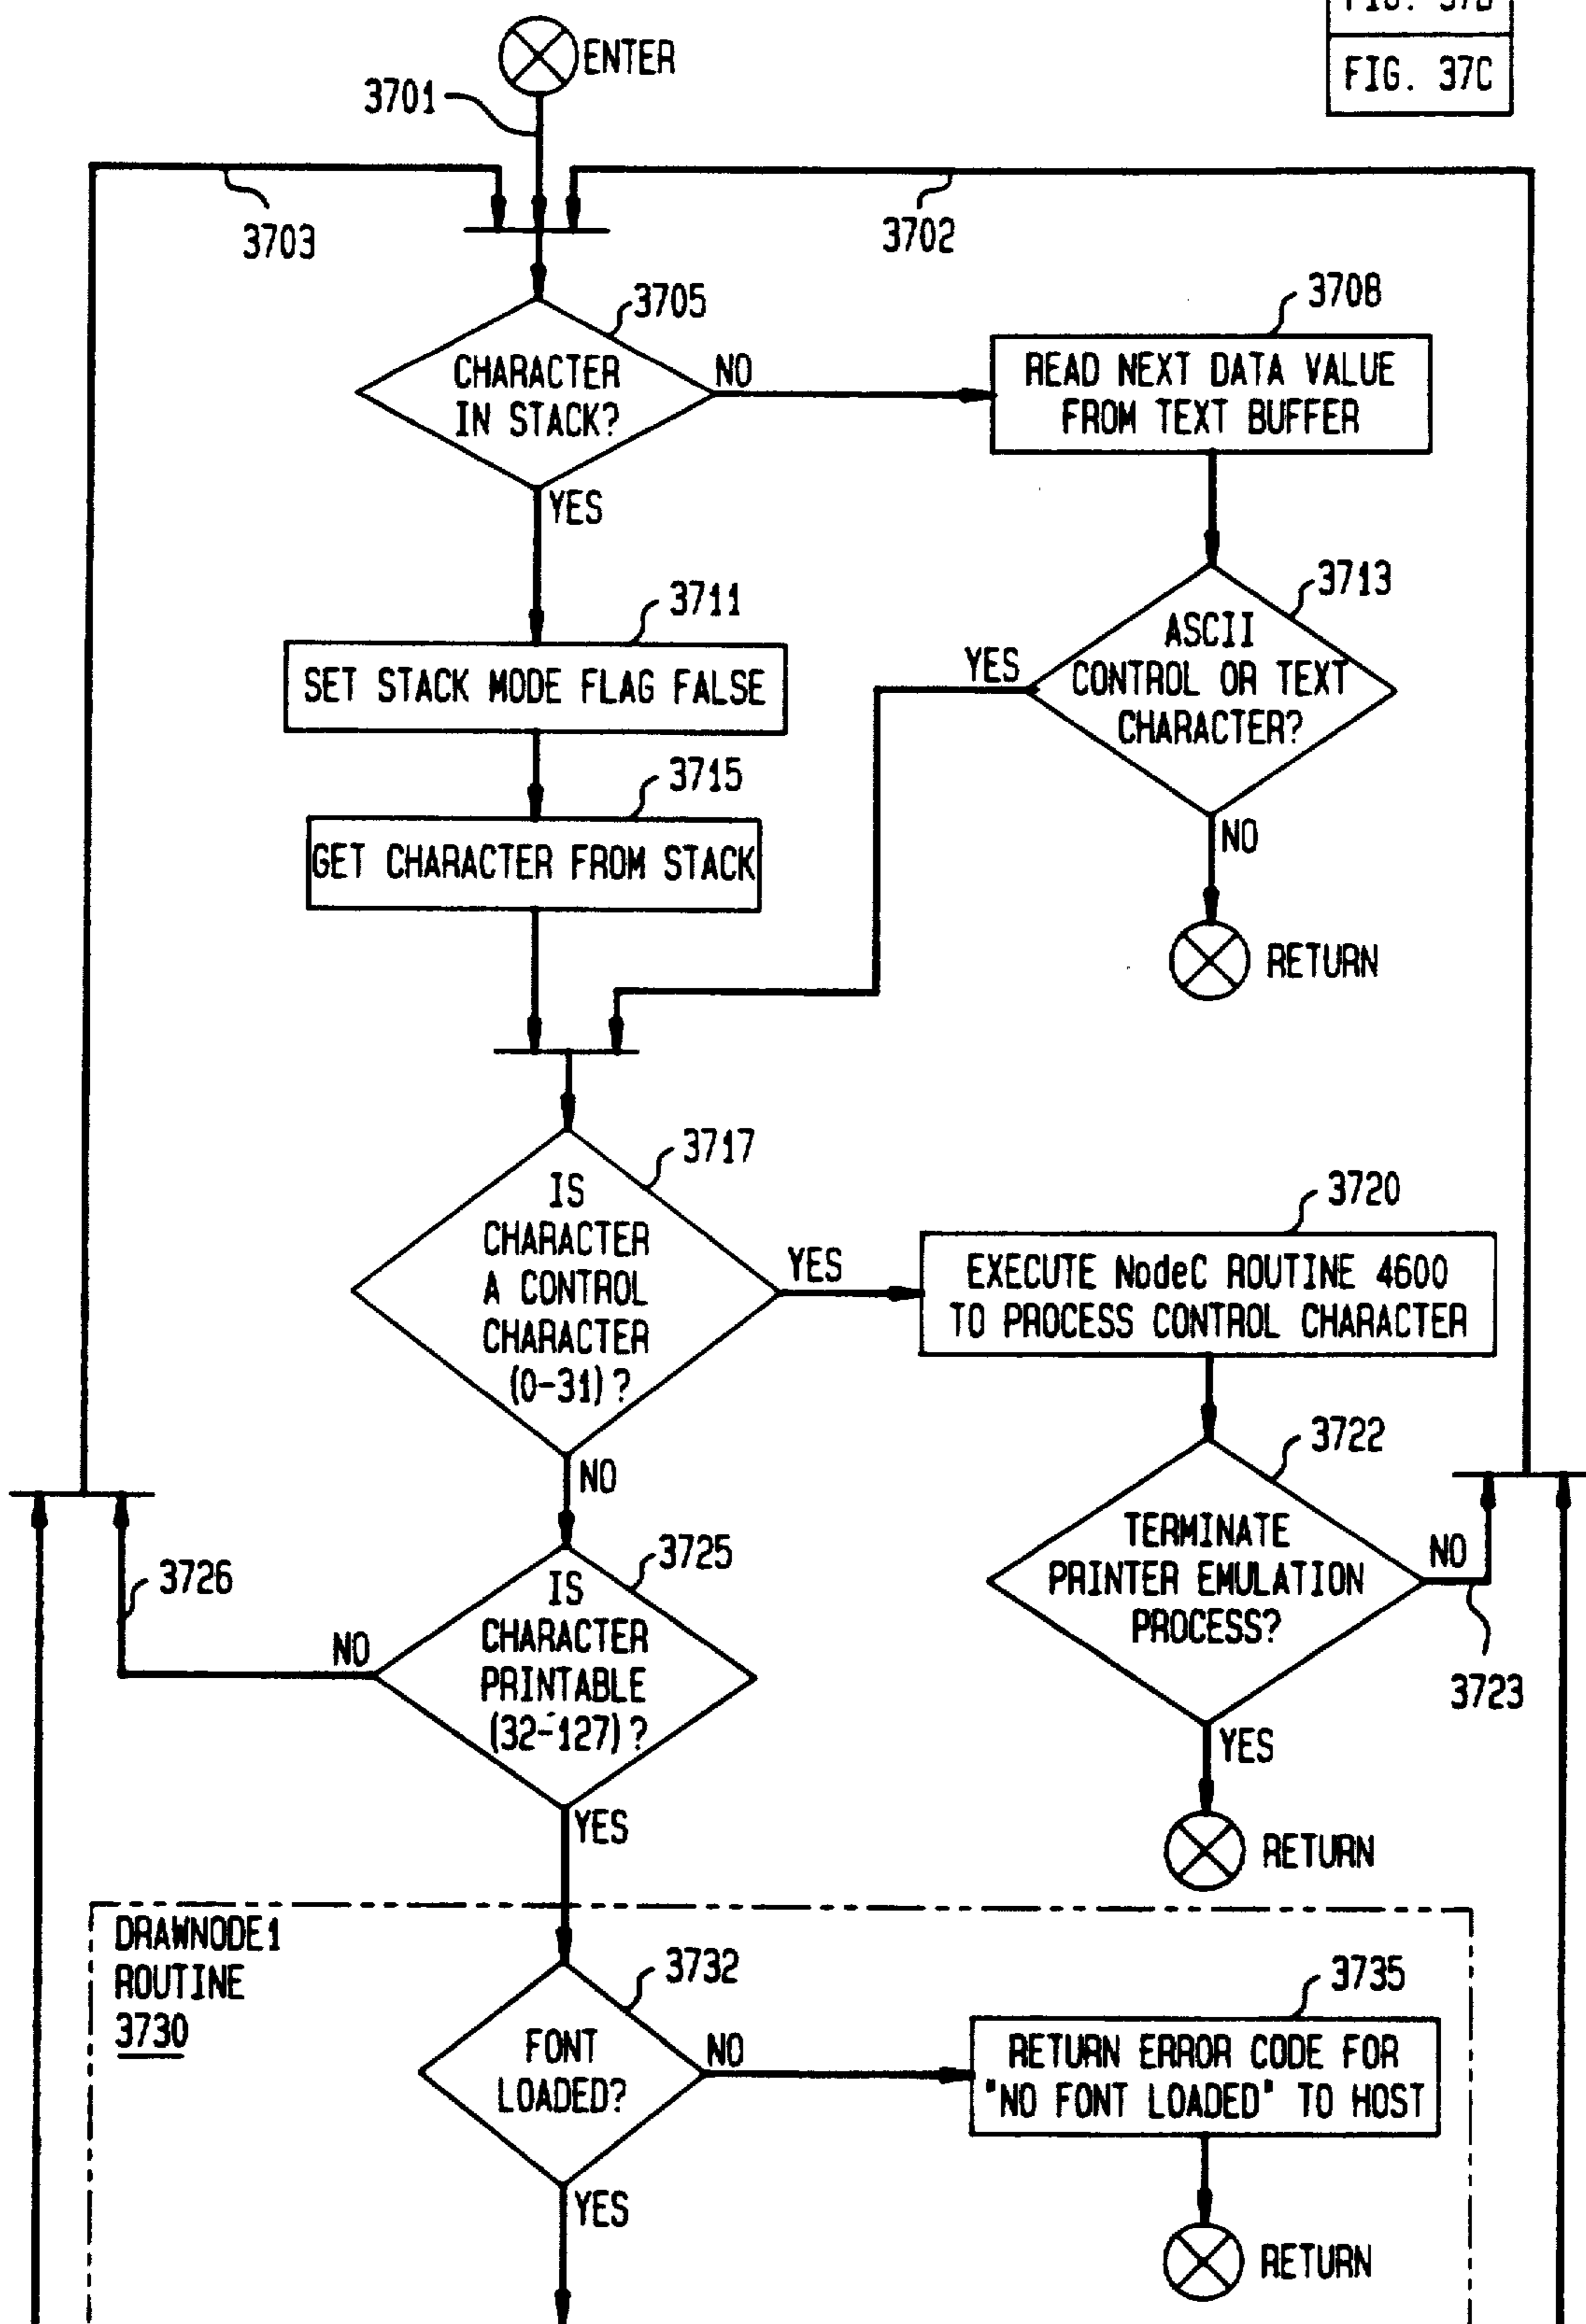 FIG. 37C
ENTER
3701
3703
3702
3705
3708
CHARACTER
IN STACK?
NO
READ NEXT DATA VALUE
FROM TEXT BUFFER
YES
3711
3713
SET STACK MODE FLAG FALSE
YES
ASCII
CONTROL OR TEXT
CHARACTER?
3715
GET CHARACTER FROM STACK
NO
RETURN
3717
IS
CHARACTER
A CONTROL
CHARACTER
(0-31)?
YES
3720
EXECUTE NodeC ROUTINE 4600
TO PROCESS CONTROL CHARACTER
NO
3722
TERMINATE
PRINTER EMULATION
PROCESS?
NO
3723
3725
3726
IS
CHARACTER
PRINTABLE
(32-127)?
NO
YES
RETURN
YES
DRAWNODE1
ROUTINE
3730
3732
FONT
LOADED?
NO
3735
RETURN ERROR CODE FOR
"NO FONT LOADED" TO HOST
YES
RETURN